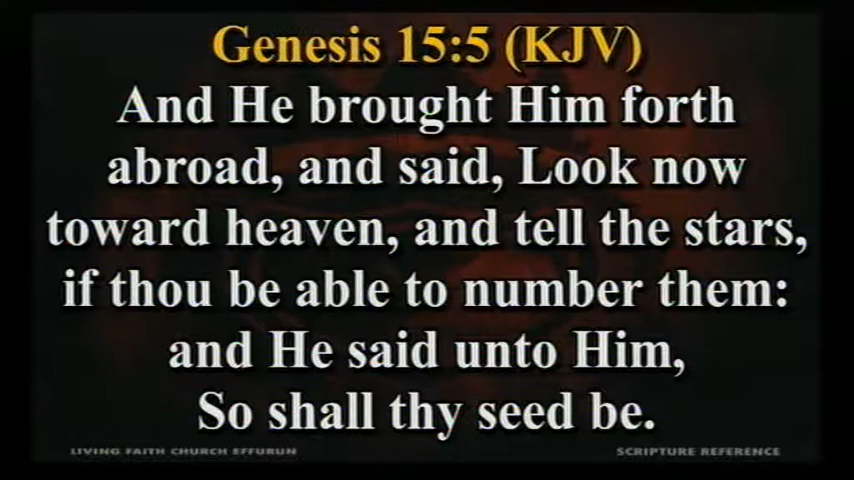 Genesis 15:5 (KJV)
And He brought Him forth
abroad, and said, Look now
toward heaven, and tell the stars,
if thou be able to number them:
and He said unto Him,
So shall thy seed be.
LIVING FAITH CHURCH EFFURUN
SCRIPTURE REFERENCE